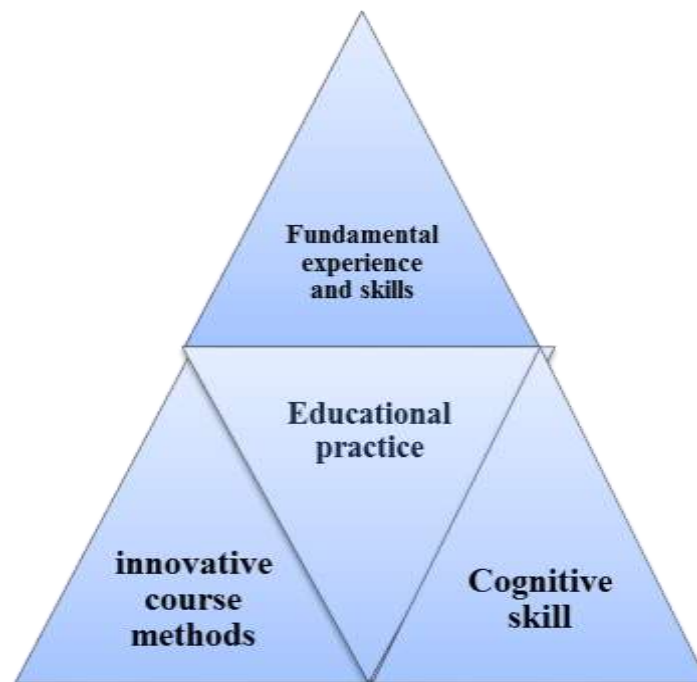 Fundamental
experience
and skills
Educational
practice
innovative
course
methods
Cognitive
skill